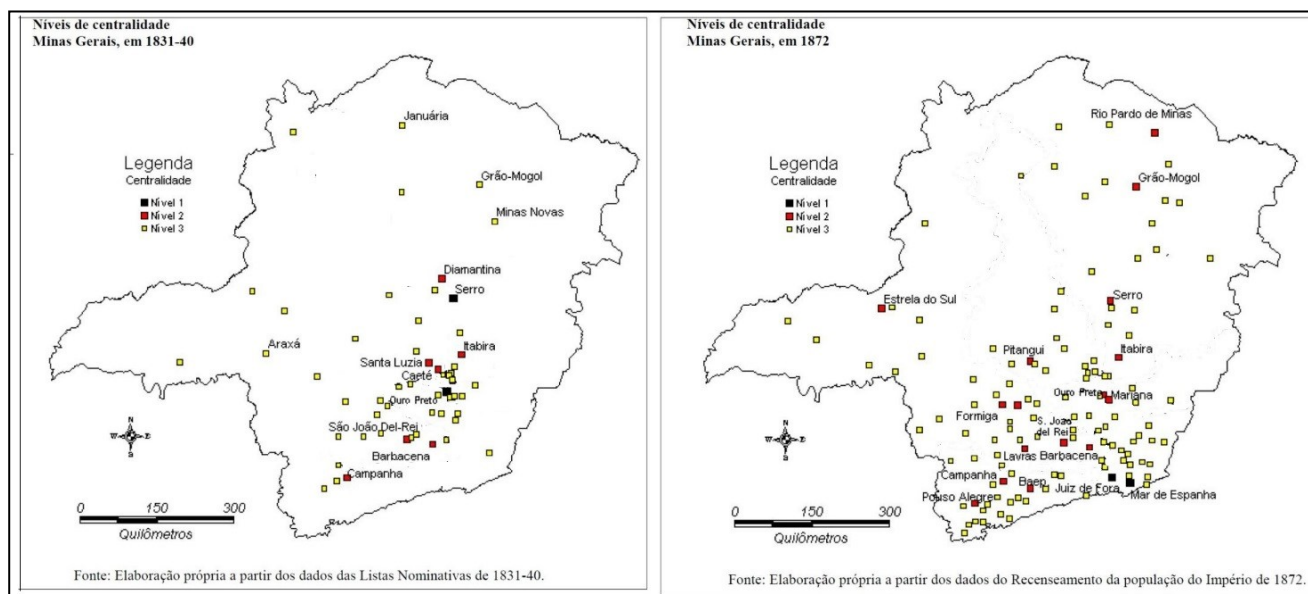 Níveis de centralidade
Minas Gerais, em 1831-40
Januária
Legenda
Centralidade
Nível 1
Nível 2
Nível 3
Grão-Mogol
Minas Novas
Diamantina
Serro
Araxá
Itabira
Santa Luzia
Caeté
Ouro Preto
São João Del-Rei
Barbacena
Campanha
N
W E
S
0 150 300
Quilômetros
Fonte: Elaboração própria a partir dos dados das Listas Nominativas de 1831-40.
Níveis de centralidade
Minas Gerais, em 1872
Rio Pardo de Minas
Legenda
Centralidade
Nível 1
Nível 2
Nível 3
Grão-Mogol
Estrela do Sul
Serro
Pitangui
Itabira
Ouro Preto
Mariana
Formiga
S. João
del Rei
Lavras
Barbacena
Campanha
Baep
Juiz de Fora
Mar de Espanha
Pouso Alegre
N
W E
S
0 150 300
Quilômetros
Fonte: Elaboração própria a partir dos dados do Recenseamento da população do Império de 1872.